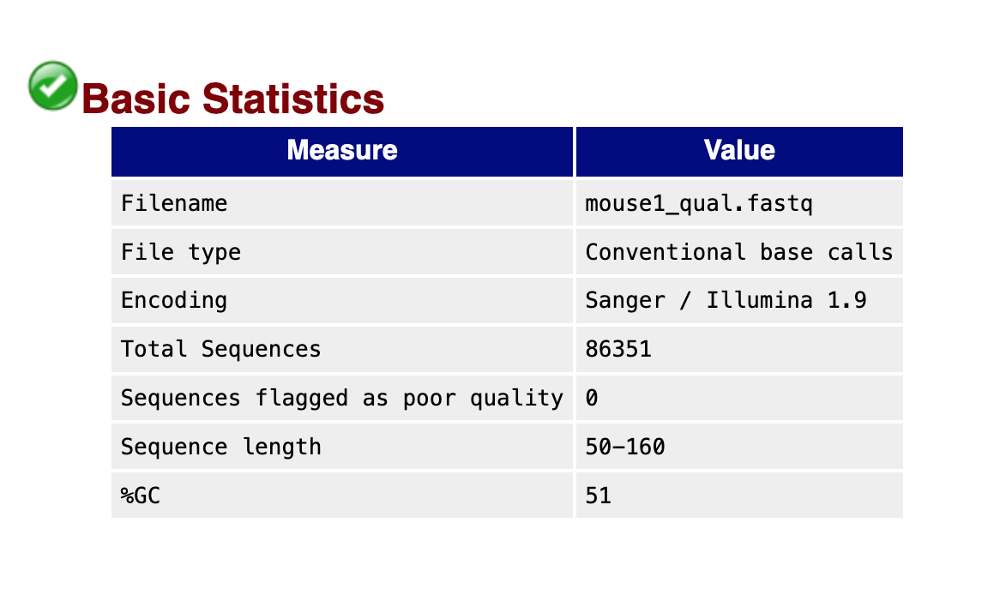 Basic Statistics
Measure Value
Filename mouse1_qual.fastq
File type Conventional base calls
Encoding Sanger / Illumina 1.9
Total Sequences 86351
Sequences flagged as poor quality 0
Sequence length 50-160
%GC 51